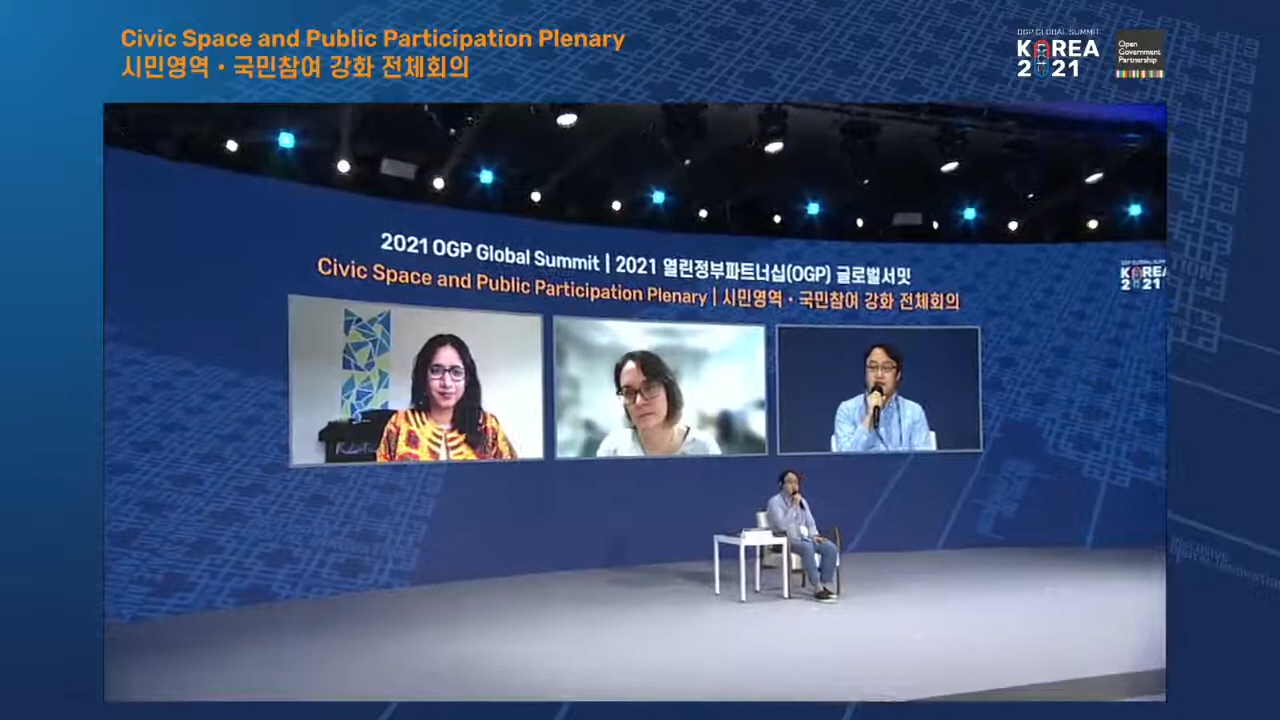 Civic Space and Public Participation Plenary
시민영역・국민참여 강화 전체회의
OGP GLOBAL SUMMIT
KOREA
2021
Open
Government
Partnership
2021 OGP Global Summit | 2021 열린정부파트너십(OGP) 글로벌서밋
Civic Space and Public Participation Plenary | 시민영역・국민참여 강화 전체회의
OGP GLOBAL SUMM
KOREA
2021